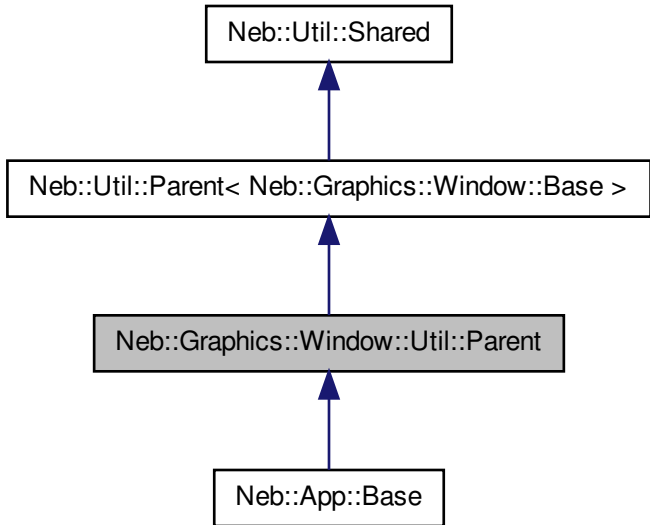 Neb::Util::Shared
Neb::Util::Parent< Neb::Graphics::Window::Base >
Neb::Graphics::Window::Util::Parent
Neb::App::Base